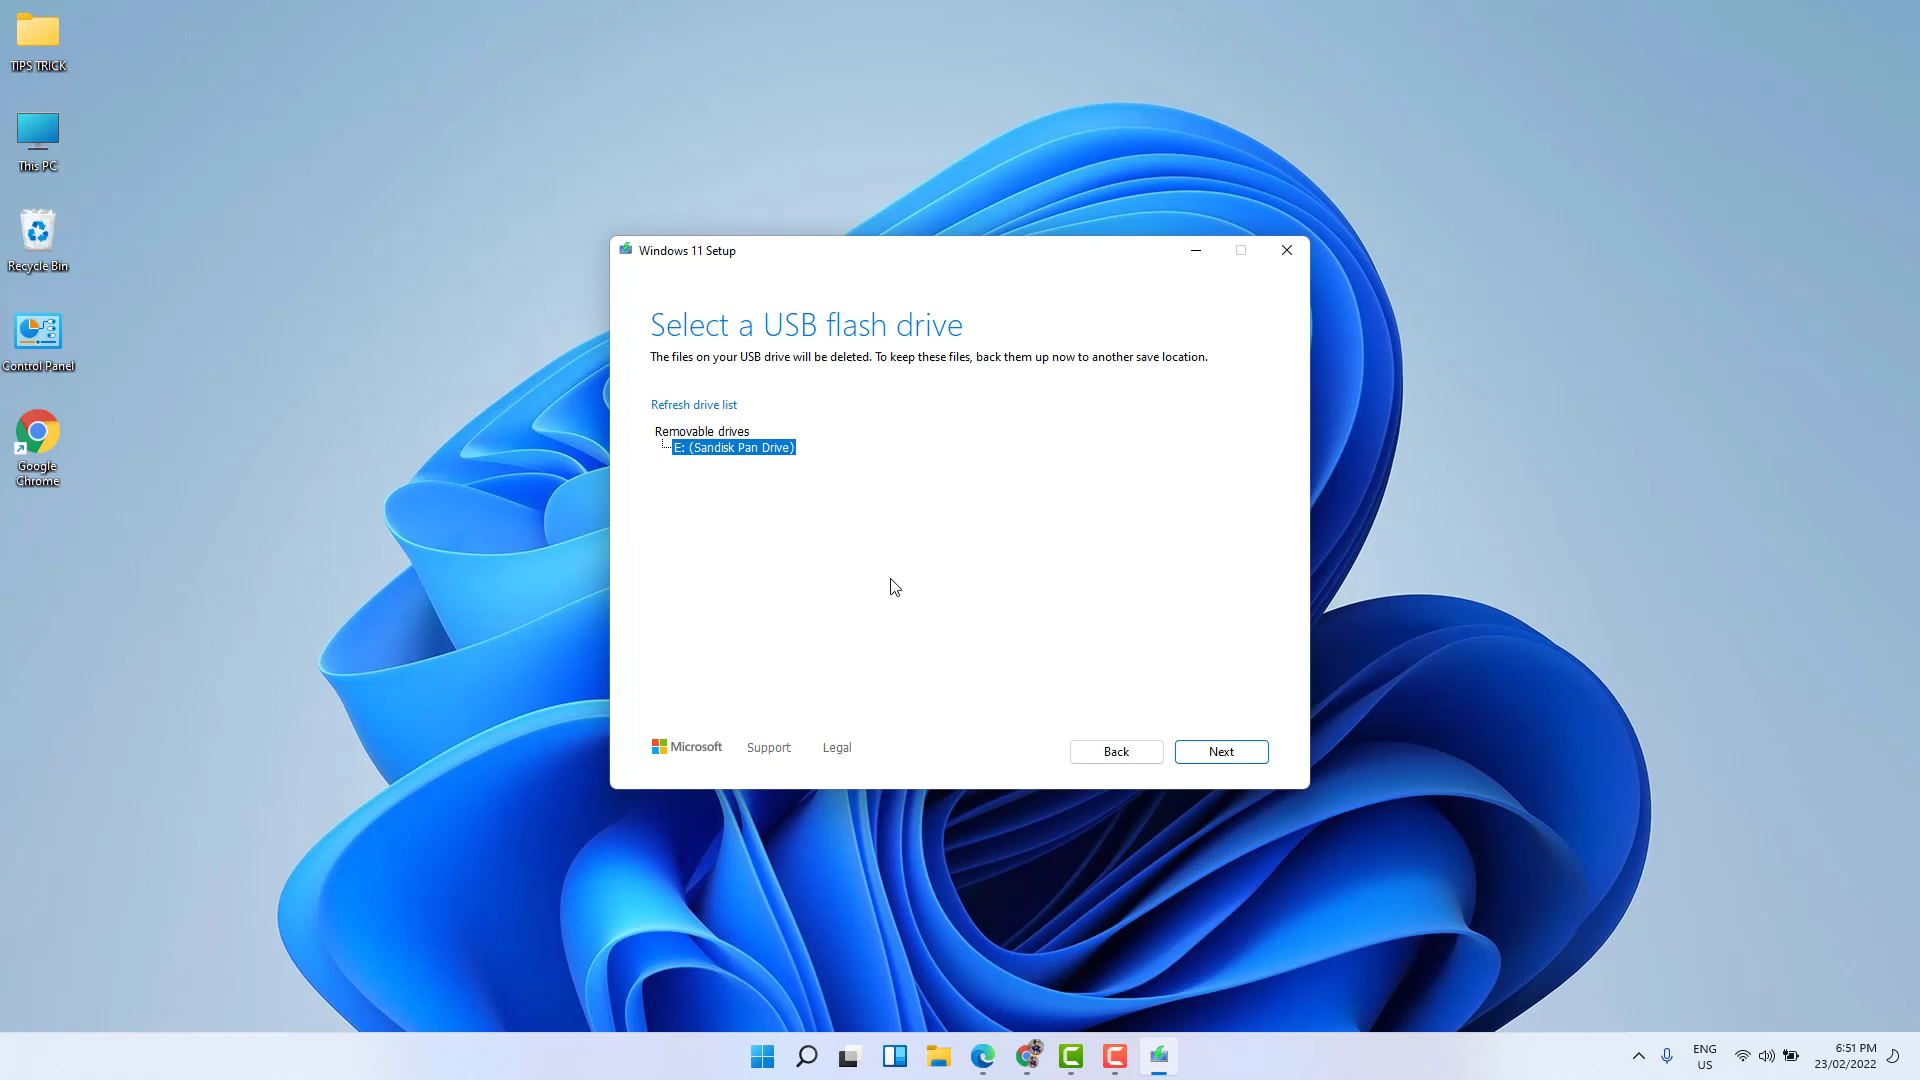 TIPS TRICK
This PC
Recycle Bin
Control Panel
Google
Chrome
Windows 11 Setup
Select a USB flash drive
The files on your USB drive will be deleted. To keep these files, back them up now to another save location.
Refresh drive list
Removable drives
E: (Sandisk Pan Drive)
Microsoft
Support
Legal
Back
Next
ENG
US
6:51 PM
23/02/2022